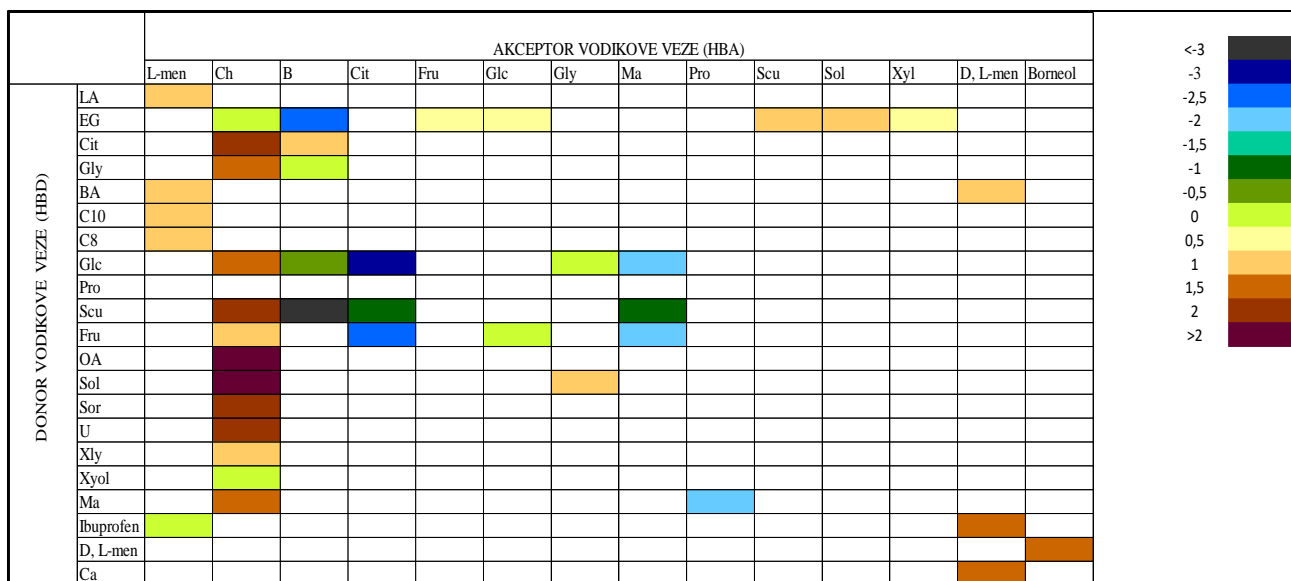 AKCEPTOR VODIKOVE VEZE (HBA)
L-men Ch B Cit Fru Glc Gly Ma Pro Scu Sol Xyl D, L-men Borneol
DONOR VODIKOVE VEZE (HBD)
LA
EG
Cit
Gly
BA
C10
C8
Glc
Pro
Scu
Fru
OA
Sol
Sor
U
Xly
Xyol
Ma
Ibuprofen
D, L-men
Ca
<-3
-3
-2,5
-2
-1,5
-1
-0,5
0
0,5
1
1,5
2
>2